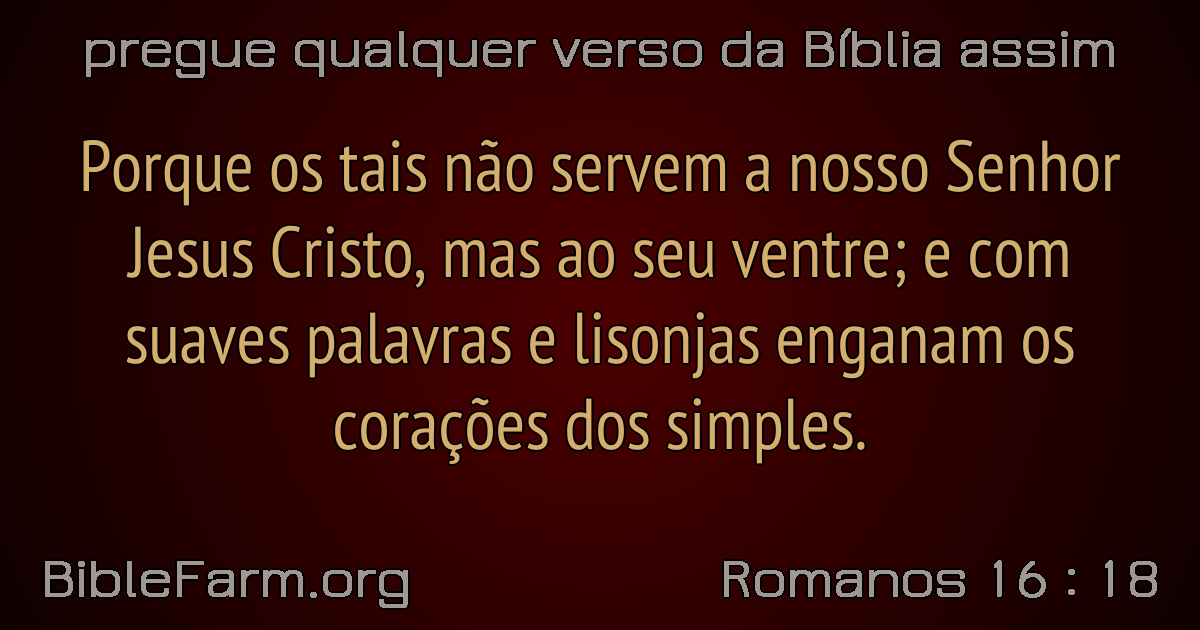 pregue qualquer verso da Bíblia assim
Porque os tais não servem a nosso Senhor
Jesus Cristo, mas ao seu ventre; e com
suaves palavras e lisonjas enganam os
corações dos simples.
BibleFarm.org
Romanos 16 : 18